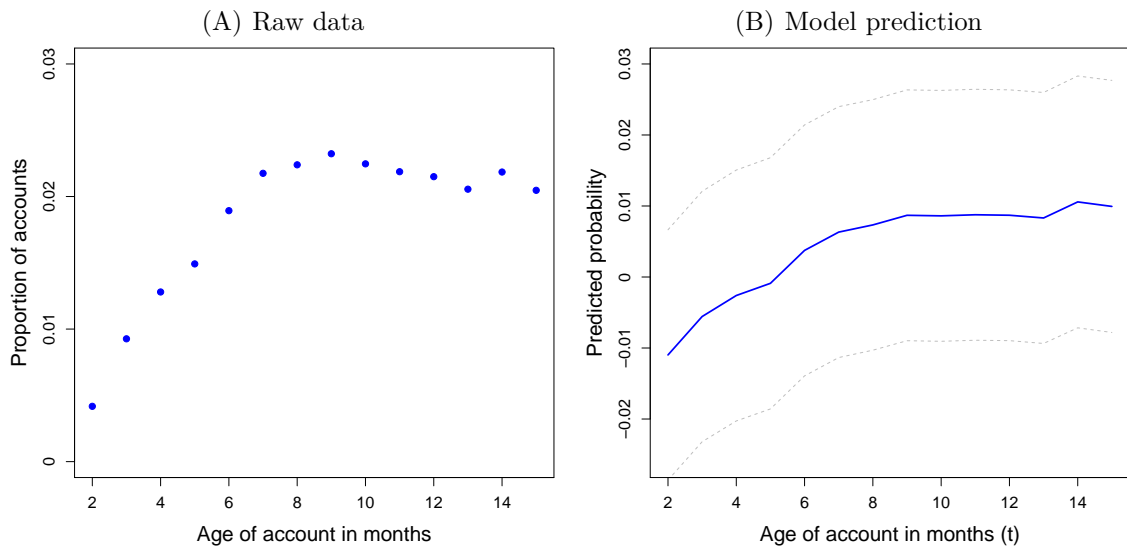 (A) Raw data
Proportion of accounts
0.03
0.02
0.01
0
2 4 6 8 10 12 14
Age of account in months
(B) Model prediction
Predicted probability
0.03
0.02
0.01
0
−0.01
−0.02
2 4 6 8 10 12 14
Age of account in months (t)